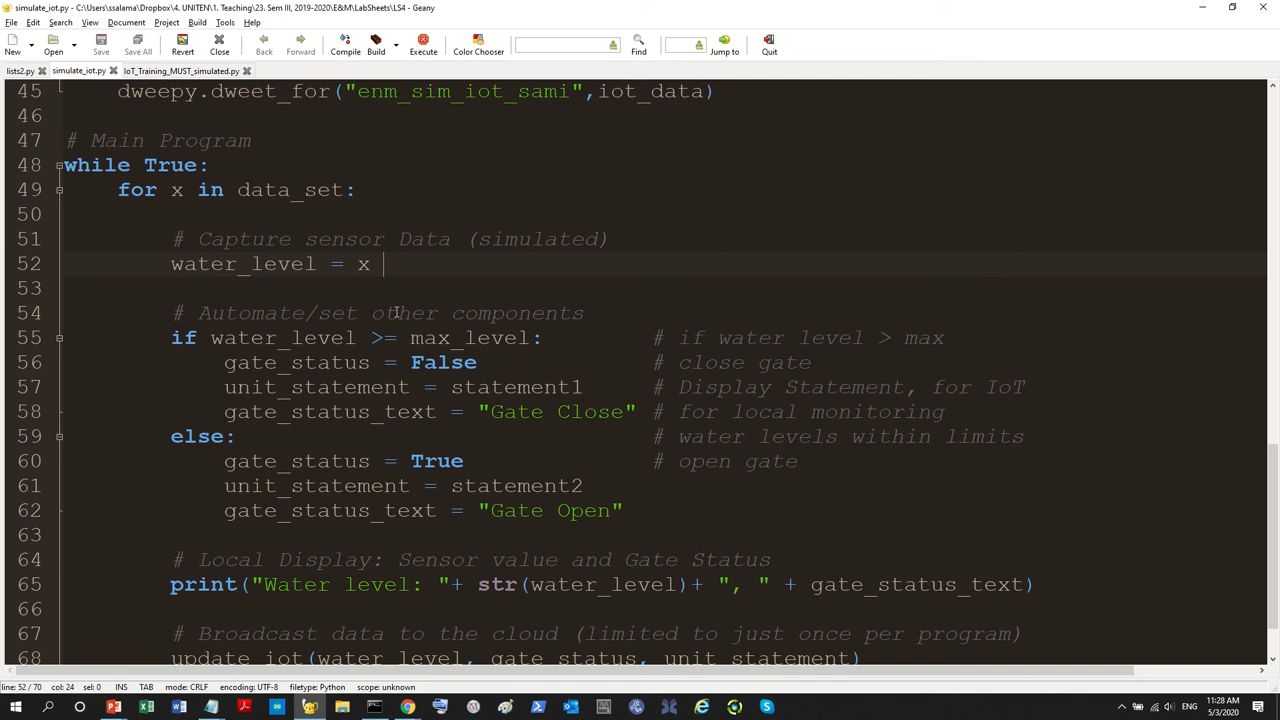 simulate_iot.py - C:\Users\ssalama\Dropbox\4. UNITEN\1. Teaching\23. Sem III, 2019-2020\E&M\LabSheets\LS4 - Geany
File Edit Search View Document Project Build Tools Help
New Open Save Save All Revert Close Back Forward Compile Build Execute Color Chooser Find Jump to Quit
lists2.py simulate_iot.py IoT_Training_MUST_simulated.py
45 dweepy.dweet_for("enm_sim_iot_sami",iot_data)
46
47 # Main Program
48 while True:
49 for x in data_set:
50
51 # Capture sensor Data (simulated)
52 water_level = x
53
54 # Automate/set other components
55 if water_level >= max_level: # if water level > max
56 gate_status = False # close gate
57 unit_statement = statement1 # Display Statement, for IoT
58 gate_status_text = "Gate Close" # for local monitoring
59 else: # water levels within limits
60 gate_status = True # open gate
61 unit_statement = statement2
62 gate_status_text = "Gate Open"
63
64 # Local Display: Sensor value and Gate Status
65 print("Water level: "+ str(water_level)+ ", " + gate_status_text)
66
67 # Broadcast data to the cloud (limited to just once per program)
68 update_iot(water_level, gate_status, unit_statement)
line: 52 / 70 col: 24 sel: 0 INS TAB mode: CRLF encoding: UTF-8 filetype: Python scope: unknown
ENG 11:28 AM
5/3/2020